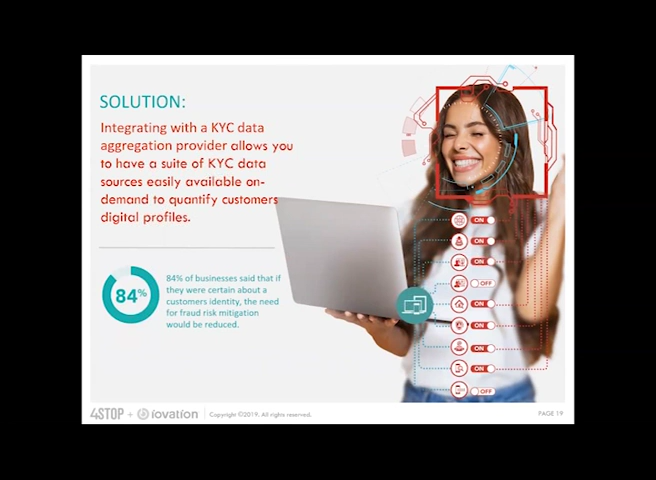 SOLUTION:
Integrating with a KYC data
aggregation provider allows you
to have a suite of KYC data
sources easily available on-
demand to quantify customers
digital profiles.
84%
84% of businesses said that if
they were certain about a
customers identity, the need
for fraud risk mitigation
would be reduced.
ON
ON
ON
OFF
ON
ON
ON
ON
OFF
4STOP + iovation
Copyright ©2019. All rights reserved.
PAGE 19